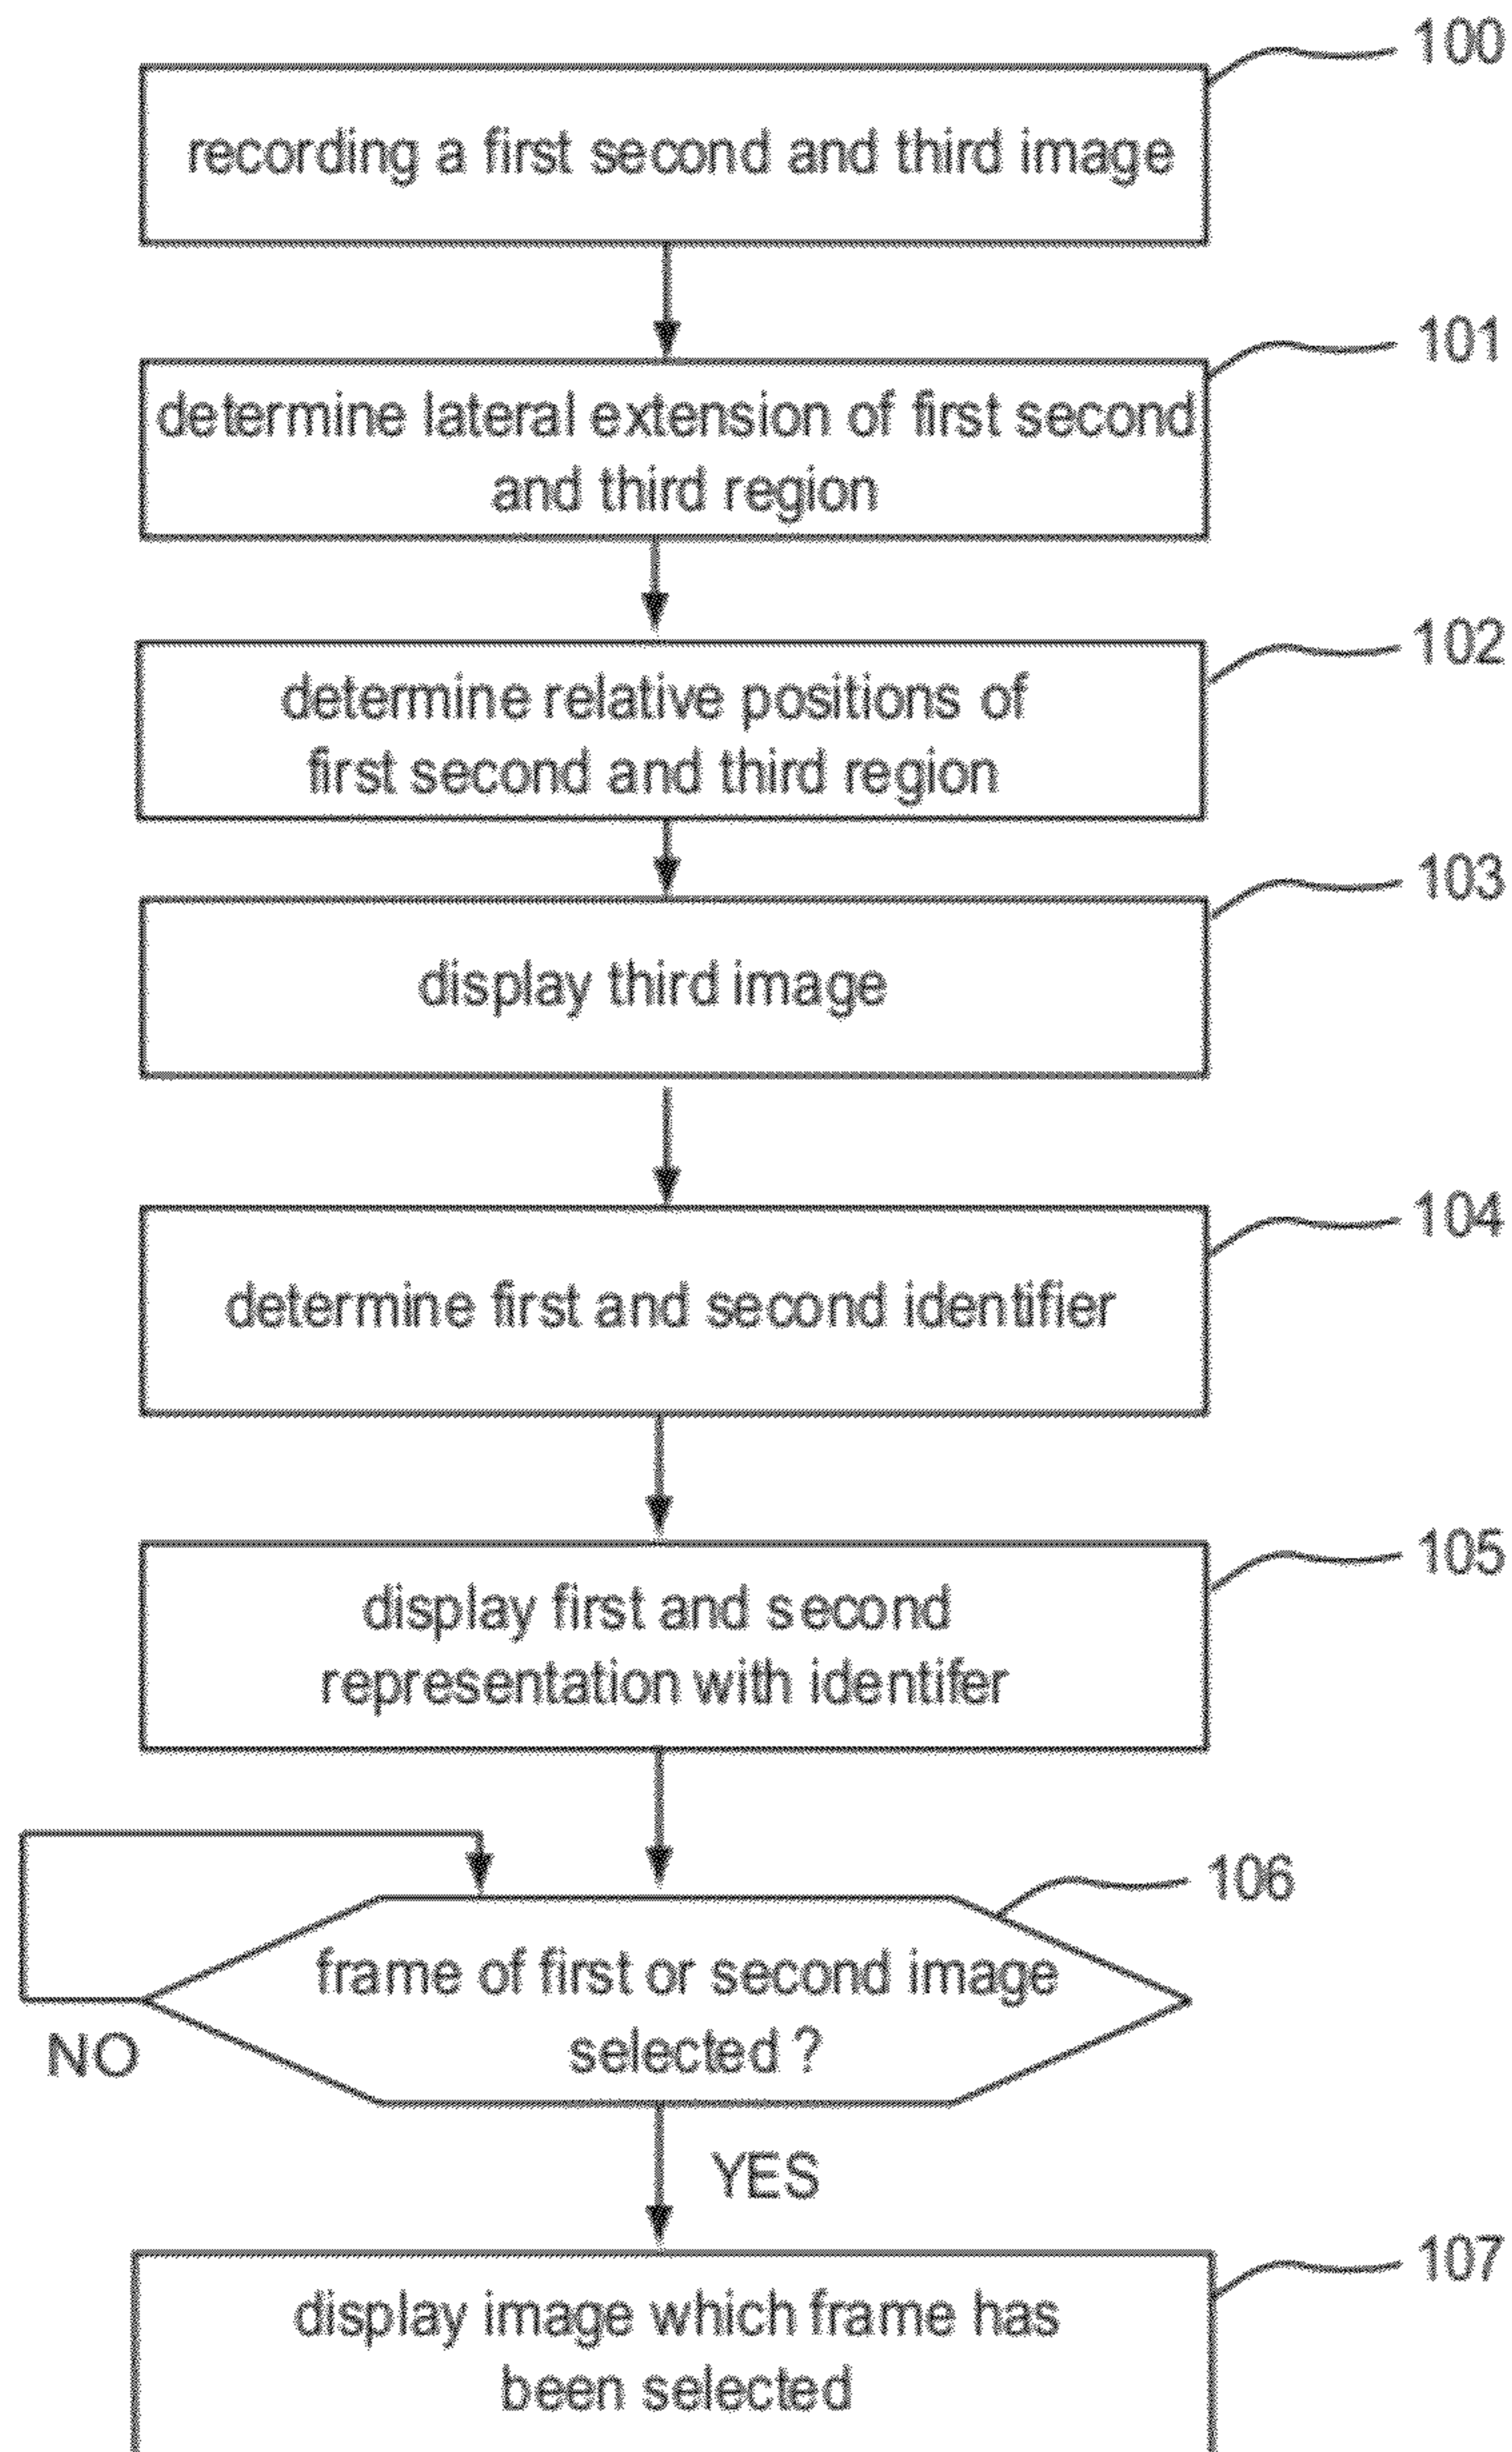 100
recording a first second and third image
101
determine lateral extension of first second
and third region
102
determine relative positions of
first second and third region
103
display third image
104
determine first and second identifier
105
display first and second
representation with identifer
106
frame of first or second image
selected ?
NO
YES
107
display image which frame has
been selected